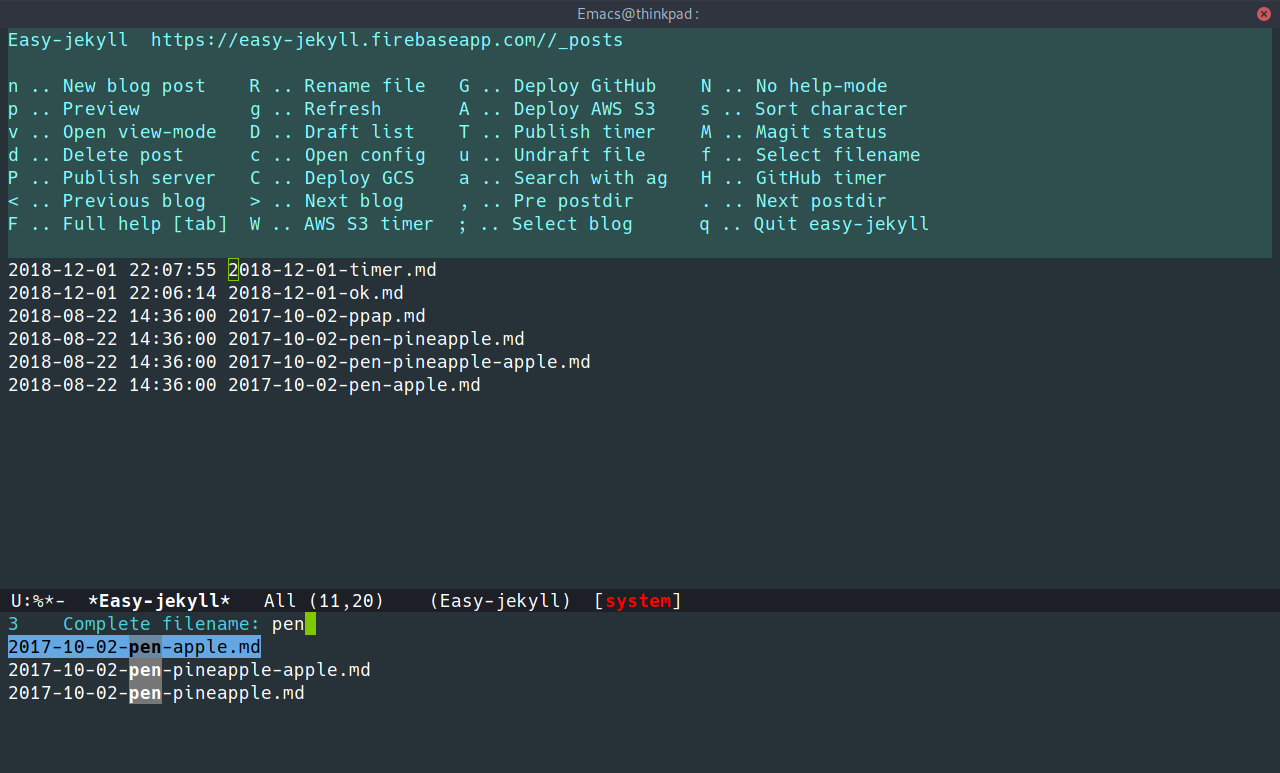 Emacs@thinkpad:
Easy-jekyll  https://easy-jekyll.firebaseapp.com//_posts
n .. New blog post    R .. Rename file   G .. Deploy GitHub    N .. No help-mode
p .. Preview          g .. Refresh       A .. Deploy AWS S3    s .. Sort character
v .. Open view-mode   D .. Draft list    T .. Publish timer    M .. Magit status
d .. Delete post      c .. Open config   u .. Undraft file     f .. Select filename
P .. Publish server   C .. Deploy GCS    a .. Search with ag   H .. GitHub timer
< .. Previous blog    > .. Next blog     , .. Pre postdir      . .. Next postdir
F .. Full help [tab]  W .. AWS S3 timer  ; .. Select blog      q .. Quit easy-jekyll
2018-12-01 22:07:55 2018-12-01-timer.md
2018-12-01 22:06:14 2018-12-01-ok.md
2018-08-22 14:36:00 2017-10-02-ppap.md
2018-08-22 14:36:00 2017-10-02-pen-pineapple.md
2018-08-22 14:36:00 2017-10-02-pen-pineapple-apple.md
2018-08-22 14:36:00 2017-10-02-pen-apple.md
U:%*-  *Easy-jekyll*   All (11,20)    (Easy-jekyll)  [system]
3    Complete filename: pen
2017-10-02-pen-apple.md
2017-10-02-pen-pineapple-apple.md
2017-10-02-pen-pineapple.md